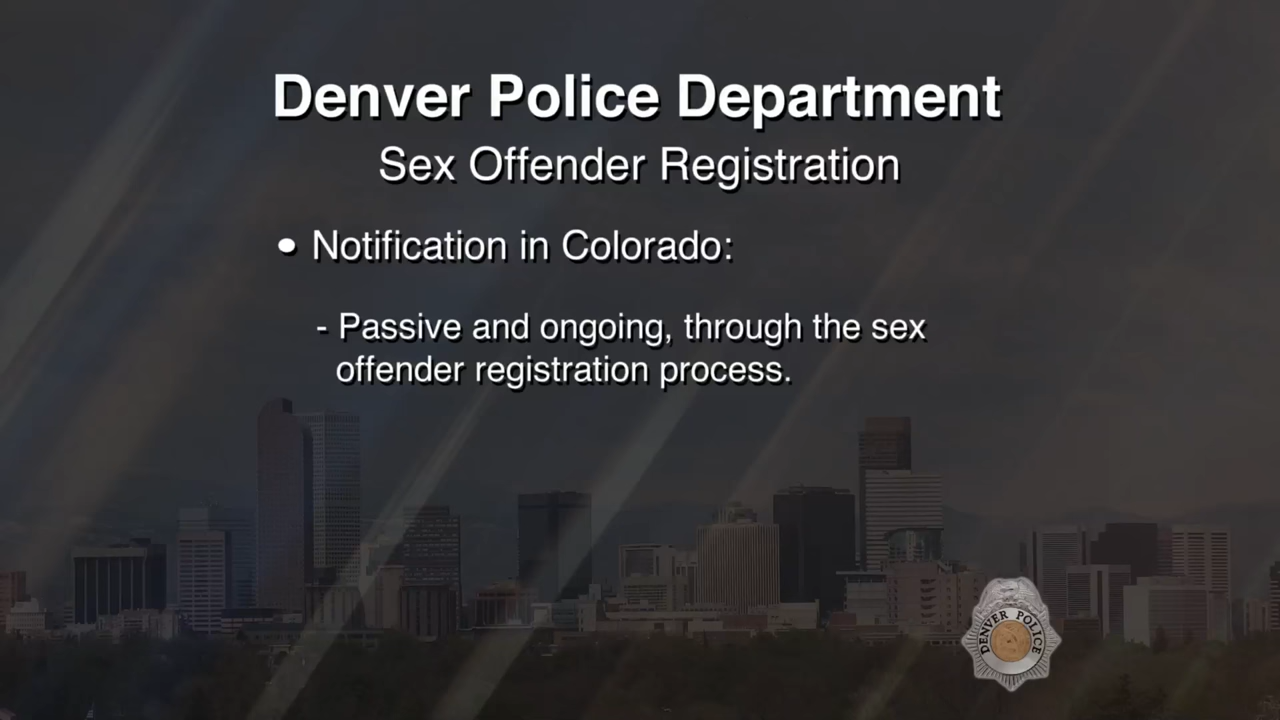 Denver Police Department
Sex Offender Registration
• Notification in Colorado:
- Passive and ongoing, through the sex
offender registration process.
DENVER POLICE